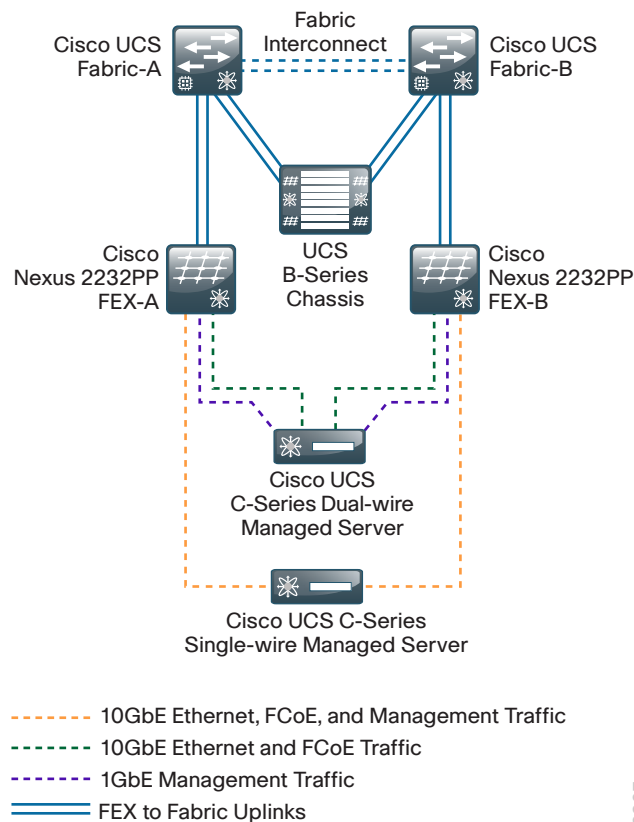 Fabric
Interconnect
Cisco UCS
Fabric-A
Cisco UCS
Fabric-B
UCS
B-Series
Chassis
Cisco
Nexus 2232PP
FEX-A
Cisco
Nexus 2232PP
FEX-B
Cisco UCS
C-Series Dual-wire
Managed Server
Cisco UCS C-Series
Single-wire Managed Server
10GbE Ethernet, FCoE, and Management Traffic
10GbE Ethernet and FCoE Traffic
1GbE Management Traffic
FEX to Fabric Uplinks